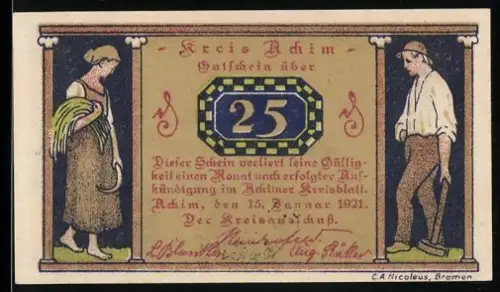 Kreis Achim
Gutschein über
25
Dieser Schein verliert seine Gültig-
keit einen Monat nach erfolgter Auf-
kündigung im Achimer Kreisblatt.
Achim, den 15. Januar 1921.
Der Kreisausschuß.
C.A. Nicolaus, Bremen